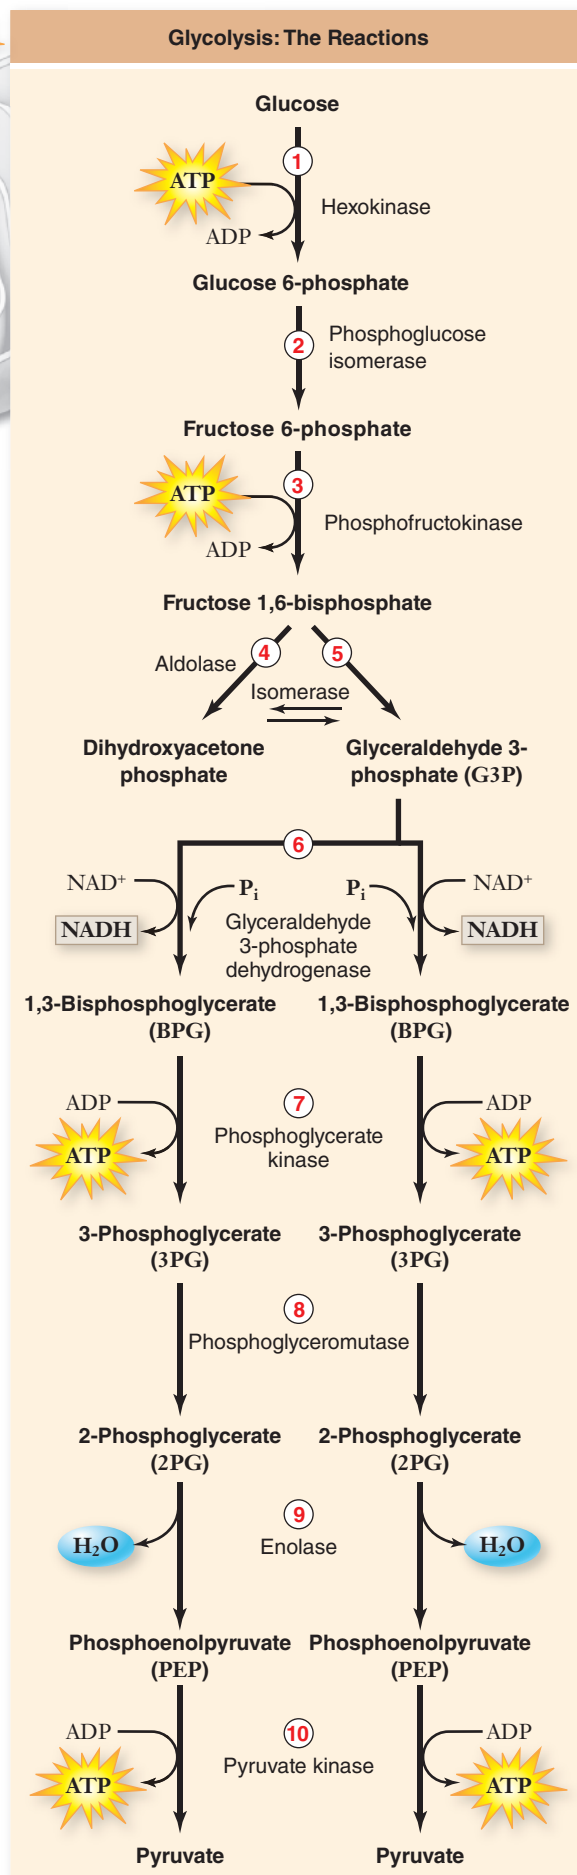 Glycolysis: The Reactions
Glucose
1
ATP
Hexokinase
ADP
Glucose 6-phosphate
2
Phosphoglucose
isomerase
Fructose 6-phosphate
3
ATP
Phosphofructokinase
ADP
Fructose 1,6-bisphosphate
4
5
Aldolase
Isomerase
Dihydroxyacetone
phosphate
Glyceraldehyde 3-
phosphate (G3P)
6
NAD⁺
Pᵢ
Pᵢ
NAD⁺
NADH
Glyceraldehyde
3-phosphate
dehydrogenase
NADH
1,3-Bisphosphoglycerate
(BPG)
1,3-Bisphosphoglycerate
(BPG)
ADP
7
ADP
ATP
Phosphoglycerate
kinase
ATP
3-Phosphoglycerate
(3PG)
3-Phosphoglycerate
(3PG)
8
Phosphoglyceromutase
2-Phosphoglycerate
(2PG)
2-Phosphoglycerate
(2PG)
9
H₂O
Enolase
H₂O
Phosphoenolpyruvate
(PEP)
Phosphoenolpyruvate
(PEP)
ADP
10
ADP
ATP
Pyruvate kinase
ATP
Pyruvate
Pyruvate